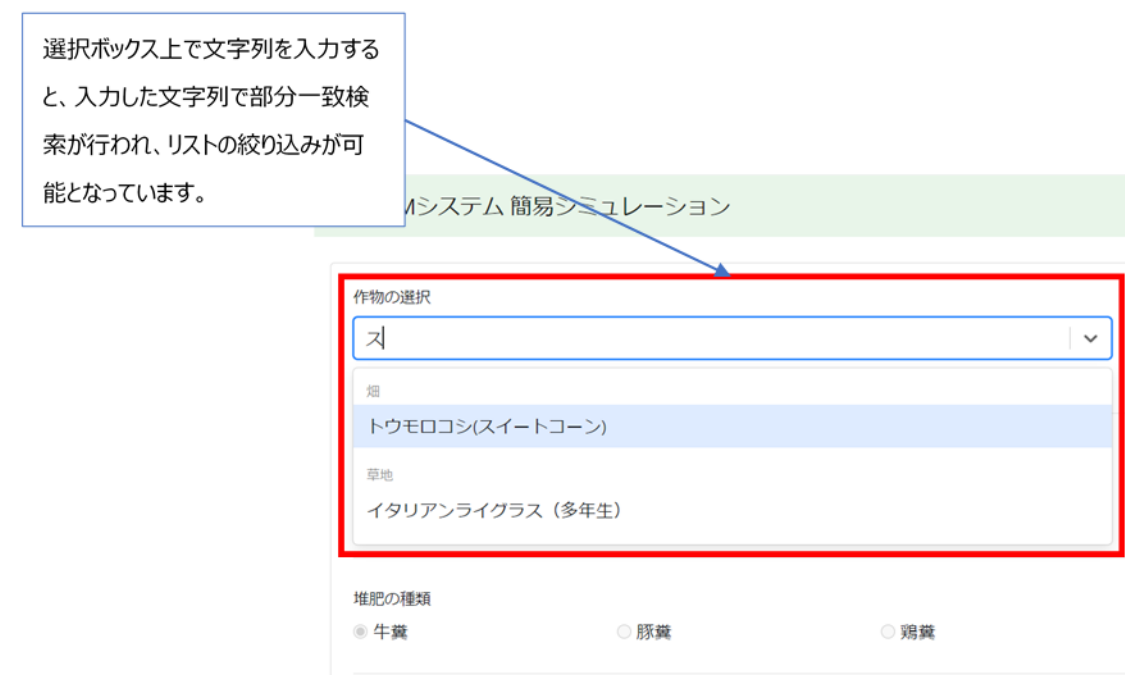 選択ボックス上で文字列を入力する
と、入力した文字列で部分一致検
索が行われ、リストの絞り込みが可
能となっています。
Mシステム 簡易シミュレーション
作物の選択
ス
畑
トウモロコシ(スイートコーン)
草地
イタリアンライグラス（多年生）
堆肥の種類
牛糞 豚糞 鶏糞